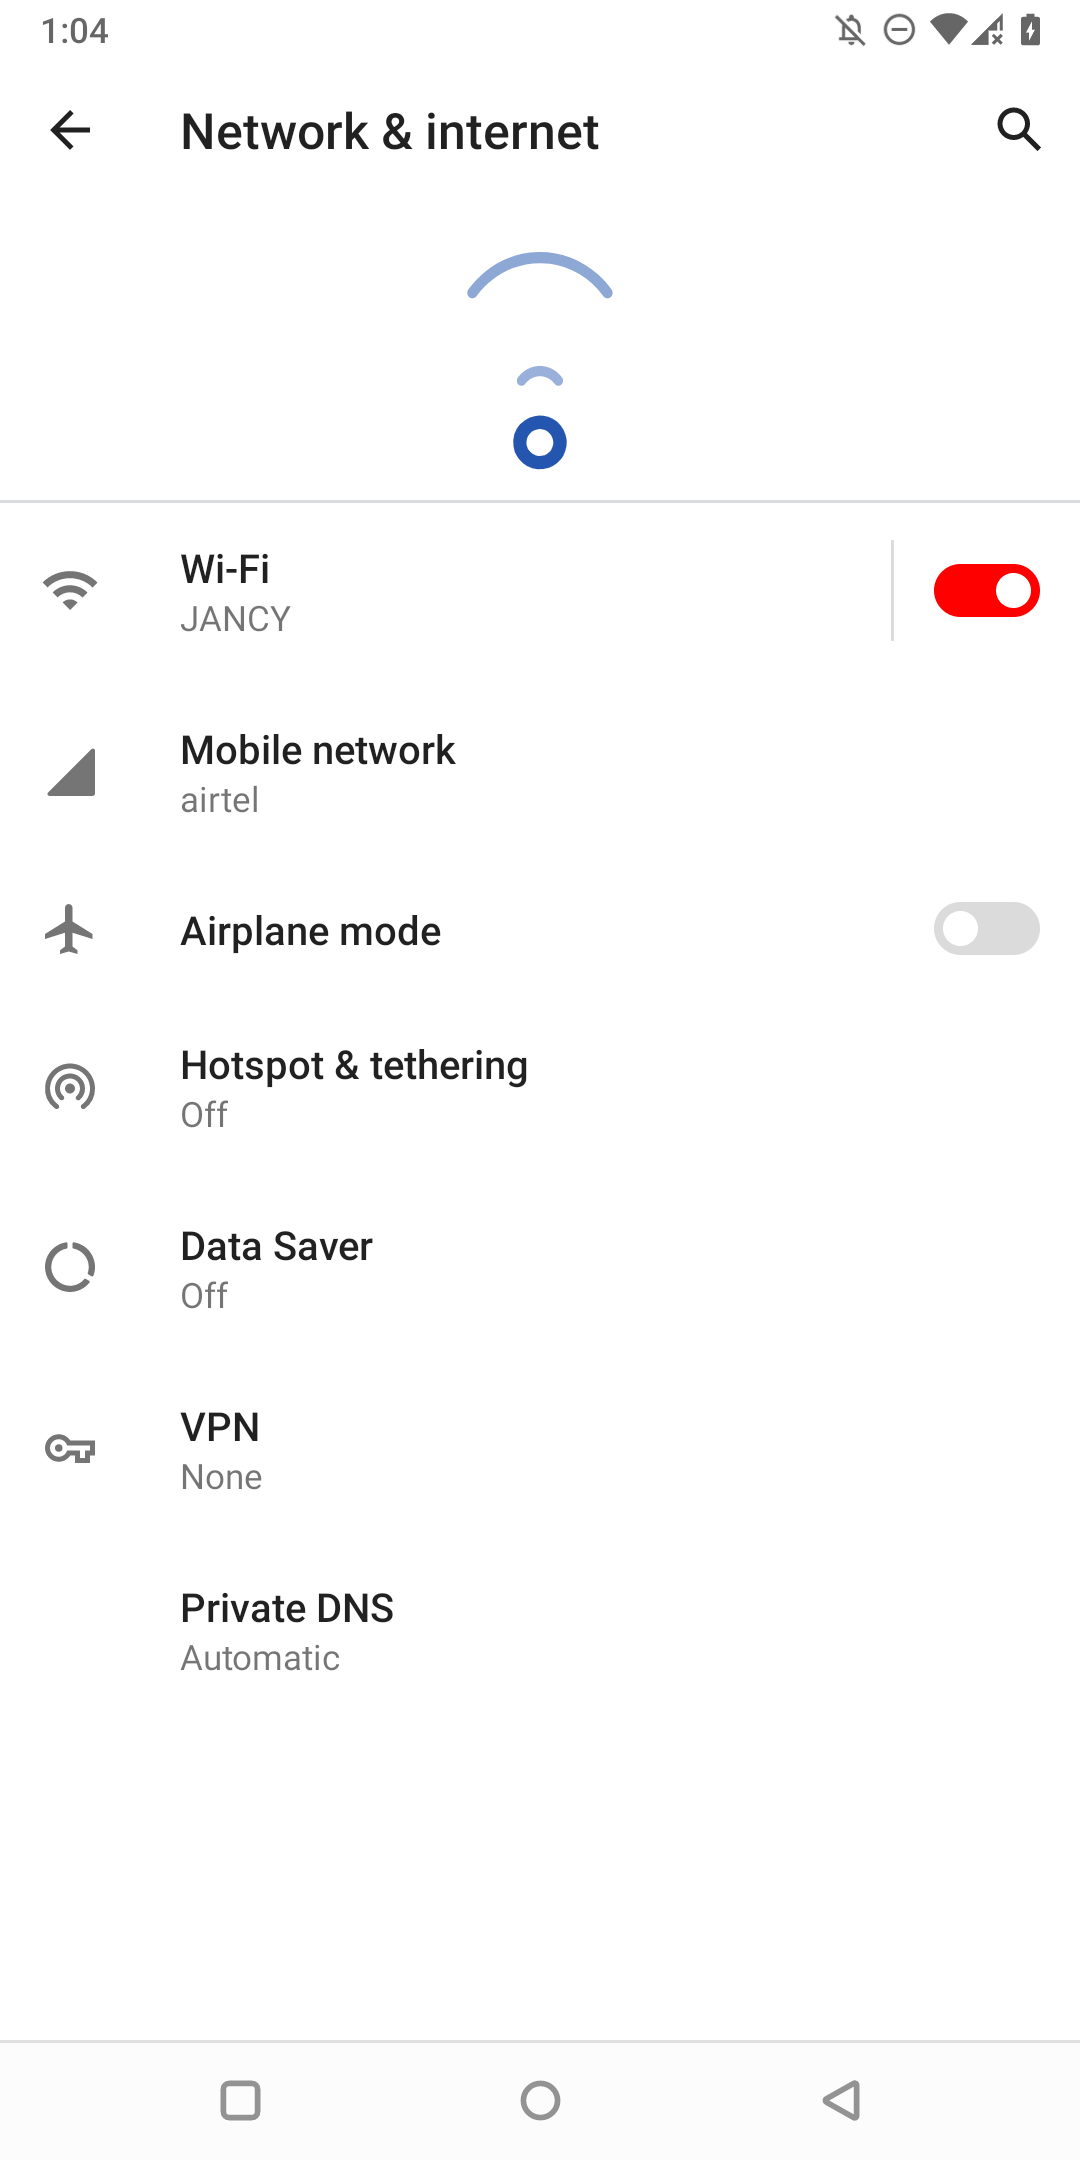 1:04
Network & internet
Wi-Fi
JANCY
Mobile network
airtel
Airplane mode
Hotspot & tethering
Off
Data Saver
Off
VPN
None
Private DNS
Automatic